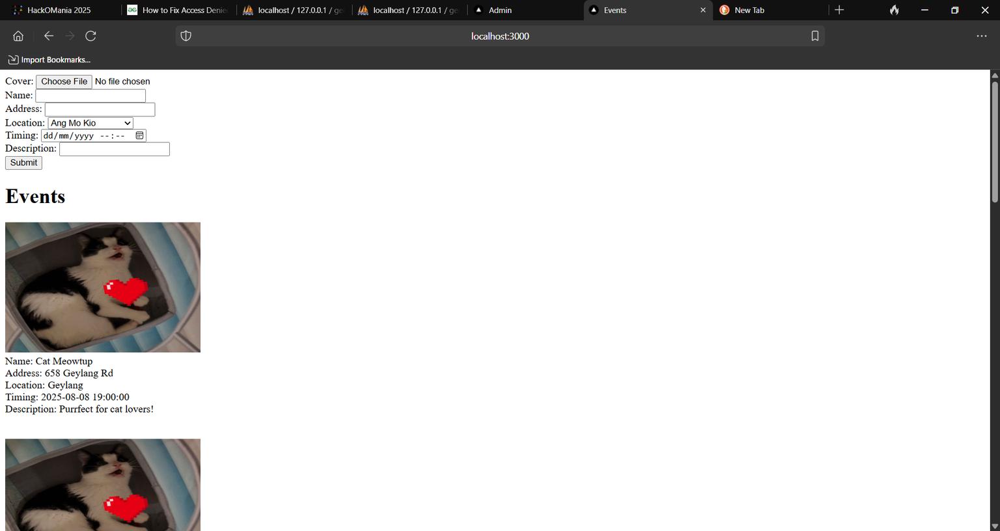 HackOMania 2025
How to Fix Access Denie
localhost / 127.0.0.1 / ge
localhost / 127.0.0.1 / ge
Admin
Events
New Tab
localhost:3000
Import Bookmarks...
Cover: Choose File No file chosen
Name:
Address:
Location: Ang Mo Kio
Timing: dd/mm/yyyy --:--
Description:
Submit
Events
Name: Cat Meowtup
Address: 658 Geylang Rd
Location: Geylang
Timing: 2025-08-08 19:00:00
Description: Purrfect for cat lovers!